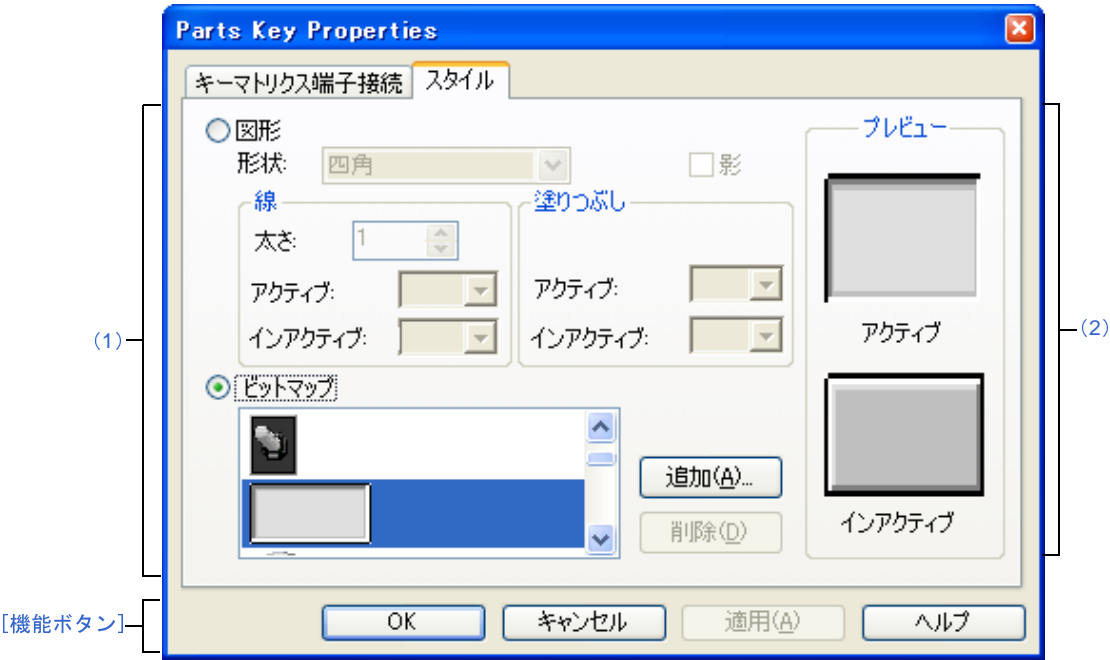 Parts Key Properties
キーマトリクス端子接続 スタイル
図形
形状: 四角 影
線 塗りつぶし
太さ: 1
アクティブ: アクティブ:
インアクティブ: インアクティブ:
ビットマップ
追加(A)...
削除(D)
プレビュー
アクティブ
インアクティブ
(1)
(2)
[機能ボタン]
OK キャンセル 適用(A) ヘルプ